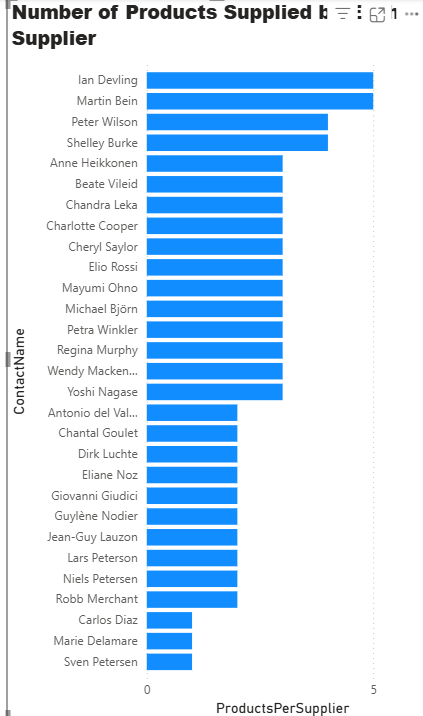 Number of Products Supplied
Supplier
Ian Devling
Martin Bein
Peter Wilson
Shelley Burke
Anne Heikkonen
Beate Vileid
Chandra Leka
Charlotte Cooper
Cheryl Saylor
Elio Rossi
Mayumi Ohno
Michael Björn
Petra Winkler
Regina Murphy
Wendy Macken...
Yoshi Nagase
Antonio del Val...
Chantal Goulet
Dirk Luchte
Eliane Noz
Giovanni Giudici
Guylène Nodier
Jean-Guy Lauzon
Lars Peterson
Niels Petersen
Robb Merchant
Carlos Diaz
Marie Delamare
Sven Petersen
ContactName
0 5
ProductsPerSupplier